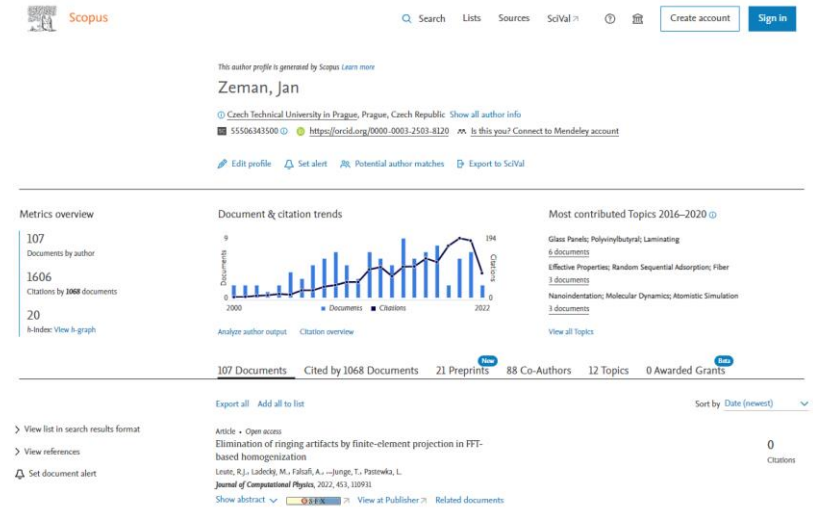 Scopus
Search Lists Sources SciVal Create account Sign in
This author profile is generated by Scopus Learn more
Zeman, Jan
Czech Technical University in Prague, Prague, Czech Republic Show all author info
55506343500 https://orcid.org/0000-0003-2503-8120 Is this you? Connect to Mendeley account
Edit profile Set alert Potential author matches Export to SciVal
Metrics overview
107
Documents by author
1606
Citations by 1068 documents
20
h-Index: View h-graph
Document & citation trends
9
194
Documents
Citations
0
0
2000
2022
Documents Citations
Analyze author output Citation overview
Most contributed Topics 2016–2020
Glass Panels; Polyvinylbutyral; Laminating
6 documents
Effective Properties; Random Sequential Adsorption; Fiber
3 documents
Nanoindentation; Molecular Dynamics; Atomistic Simulation
3 documents
View all Topics
New
Beta
107 Documents Cited by 1068 Documents 21 Preprints 88 Co-Authors 12 Topics 0 Awarded Grants
Export all Add all to list
Sort by Date (newest)
View list in search results format
View references
Set document alert
Article • Open access
Elimination of ringing artifacts by finite-element projection in FFT-
based homogenization
Leute, R.J., Ladecký, M., Falsafi, A., ...Junge, T., Pastewka, L.
Journal of Computational Physics, 2022, 453, 110931
0
Citations
Show abstract SFX View at Publisher Related documents